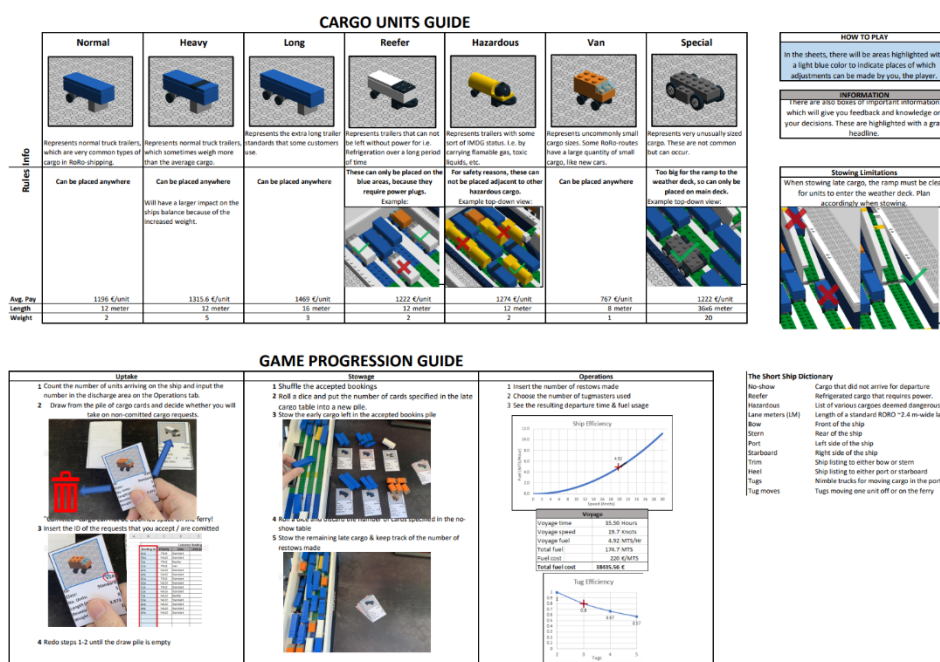 CARGO UNITS GUIDE
Normal Heavy Long Reefer Hazardous Van Special
Rules Info
Represents normal truck trailers,
which are very common types of
cargo in RoRo-shipping.
Represents normal truck trailers,
which sometimes weigh more
than the average cargo.
Represents the extra long trailer
standards that some customers
use.
Represents trailers that can not
be left without power for i.e.
Refrigeration over a long period
of time
Represents trailers with some
sort of IMDG status. I.e. by
carrying flamable gas, toxic
liquids, etc.
Represents uncommonly small
cargo sizes. Some RoRo-routes
have a large quantity of small
cargo, like new cars.
Represents very unusually sized
cargo. These are not common
but can occur.
Can be placed anywhere
Can be placed anywhere
Will have a larger impact on the
ships balance because of the
increased weight.
Can be placed anywhere
These can only be placed on the
blue areas, because they
require power plugs.
Example:
For safety reasons, these can
not be placed adjacent to other
hazardous cargo.
Example top-down view:
Can be placed anywhere
Too big for the ramp to the
weather deck, so can only be
placed on main deck.
Example top-down view:
Avg. Pay 1196 €/unit 1315.6 €/unit 1469 €/unit 1222 €/unit 1274 €/unit 767 €/unit 1222 €/unit
Length 12 meter 12 meter 16 meter 12 meter 12 meter 8 meter 36x6 meter
Weight 2 5 3 2 2 1 20
HOW TO PLAY
In the sheets, there will be areas highlighted
a light blue color to indicate places of which
adjustments can be made by you, the player.
INFORMATION
There are also boxes of important information
which will give you feedback and knowledge on
your decisions. These are highlighted with a
headline.
Stowing Limitations
When stowing late cargo, the ramp must be
for units to enter the weather deck. Plan
accordingly when stowing.
GAME PROGRESSION GUIDE
Uptake
1 Count the number of units arriving on the ship and input the
number in the discharge area on the Operations tab.
2 Draw from the pile of cargo cards and decide whether you will
take on non-comitted cargo requests.
3 Insert the ID of the requests that you accept / are comitted
4 Redo steps 1-2 until the draw pile is empty
Stowage
1 Shuffle the accepted bookings
2 Roll a dice and put the number of cards specified in the late
cargo table into a new pile.
3 Stow the early cargo left in the accepted bookins pile
4 Roll a dice and discard the number of cards specified in the no-
show table
5 Stow the remaining late cargo & keep track of the number of
restows made
Operations
1 Insert the number of restows made
2 Choose the number of tugmasters used
3 See the resulting departure time & fuel usage
Ship Efficiency
Voyage
Voyage time 35.50 Hours
Voyage speed 19.7 Knots
Voyage fuel 4.92 MTS/Hr
Total fuel 174.7 MTS
Fuel cost 220 €/MTS
Total fuel cost 38435.56 €
Tug Efficiency
2 3 4 5
Tugs
The Short Ship Dictionary
No-show Cargo that did not arrive for departure
Reefer Refrigerated cargo that requires power.
Hazardous List of various cargoes deemed dangerous
Lane meters (LM) Length of a standard RORO ~2.4 m-wide
Bow Front of the ship
Stern Rear of the ship
Port Left side of the ship
Starboard Right side of the ship
Trim Ship listing to either bow or stern
Heel Ship listing to either port or starboard
Tugs Nimble trucks for moving cargo in the port
Tug moves Tugs moving one unit off or on the ferry